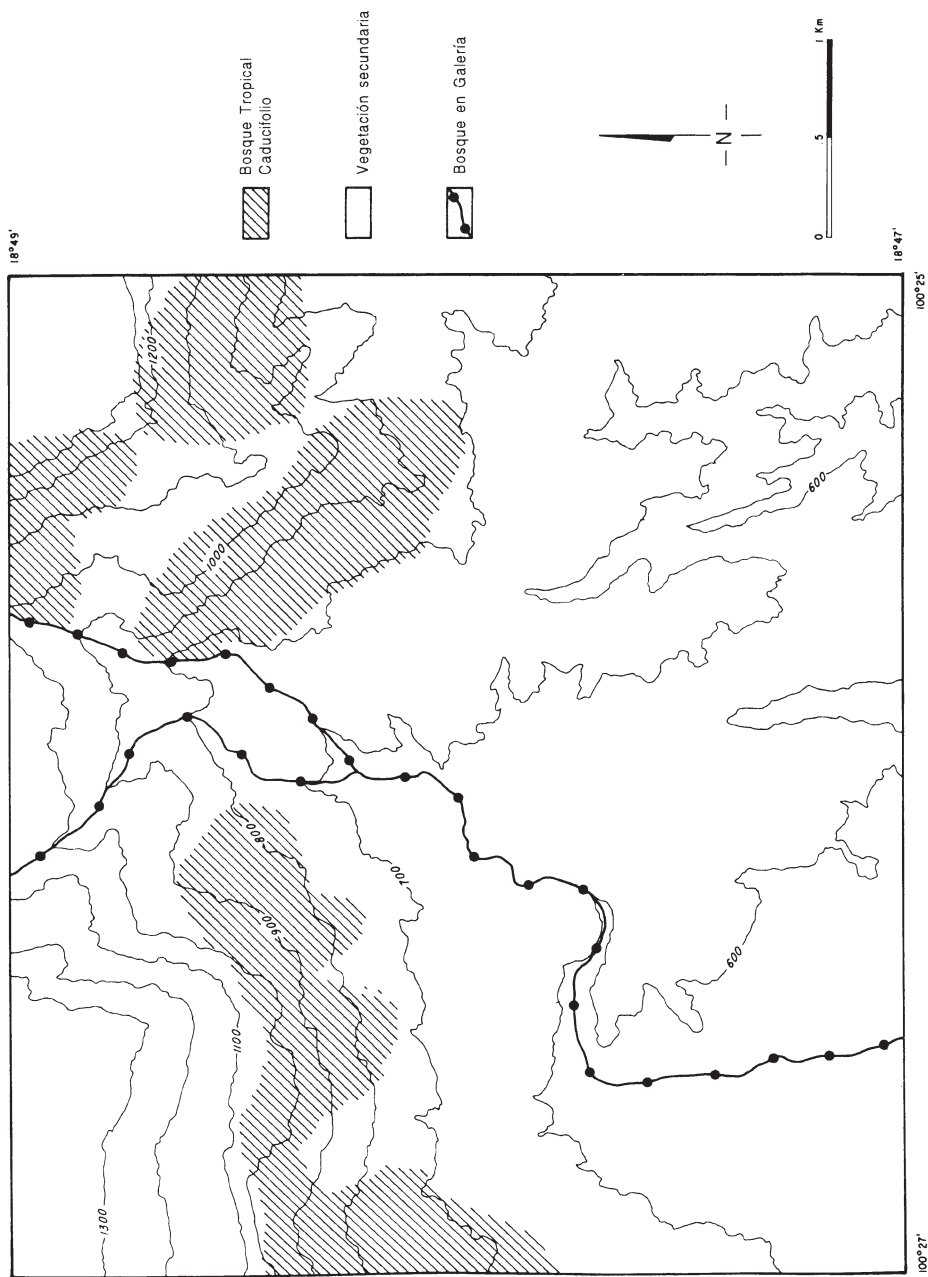 18°49'
18°47'
100°25'
100°27'
1200
1000
800
900
700
1100
1300
600
600
Bosque Tropical
Caducifolio
Vegetación secundaria
Bosque en Galería
N
0 .5 1 Km